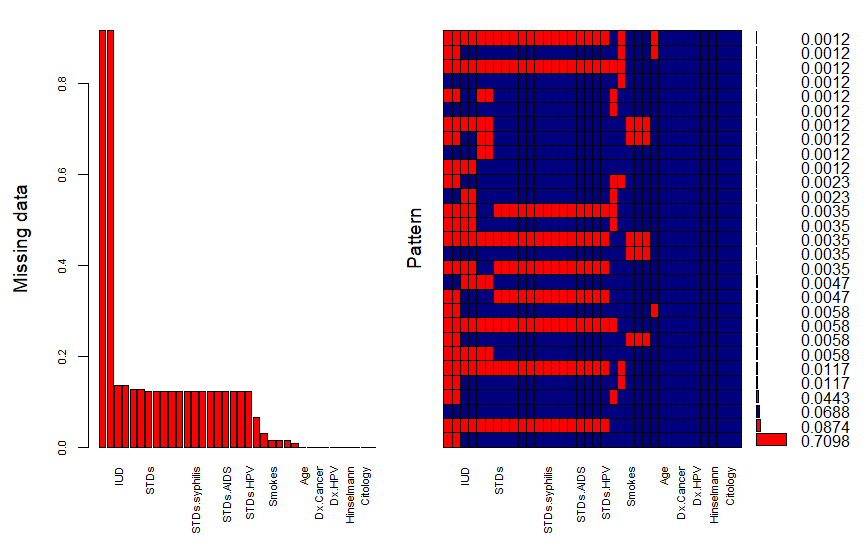 Missing data
0.0
0.2
0.4
0.6
0.8
IUD
STDs
STDs.syphilis
STDs.AIDS
STDs.HPV
Smokes
Age
Dx.Cancer
Dx.HPV
Hinselmann
Citology
Pattern
IUD
STDs
STDs.syphilis
STDs.AIDS
STDs.HPV
Smokes
Age
Dx.Cancer
Dx.HPV
Hinselmann
Citology
0.0012
0.0012
0.0012
0.0012
0.0012
0.0012
0.0012
0.0012
0.0012
0.0012
0.0023
0.0023
0.0035
0.0035
0.0035
0.0035
0.0035
0.0047
0.0047
0.0058
0.0058
0.0058
0.0058
0.0117
0.0117
0.0443
0.0688
0.0874
0.7098